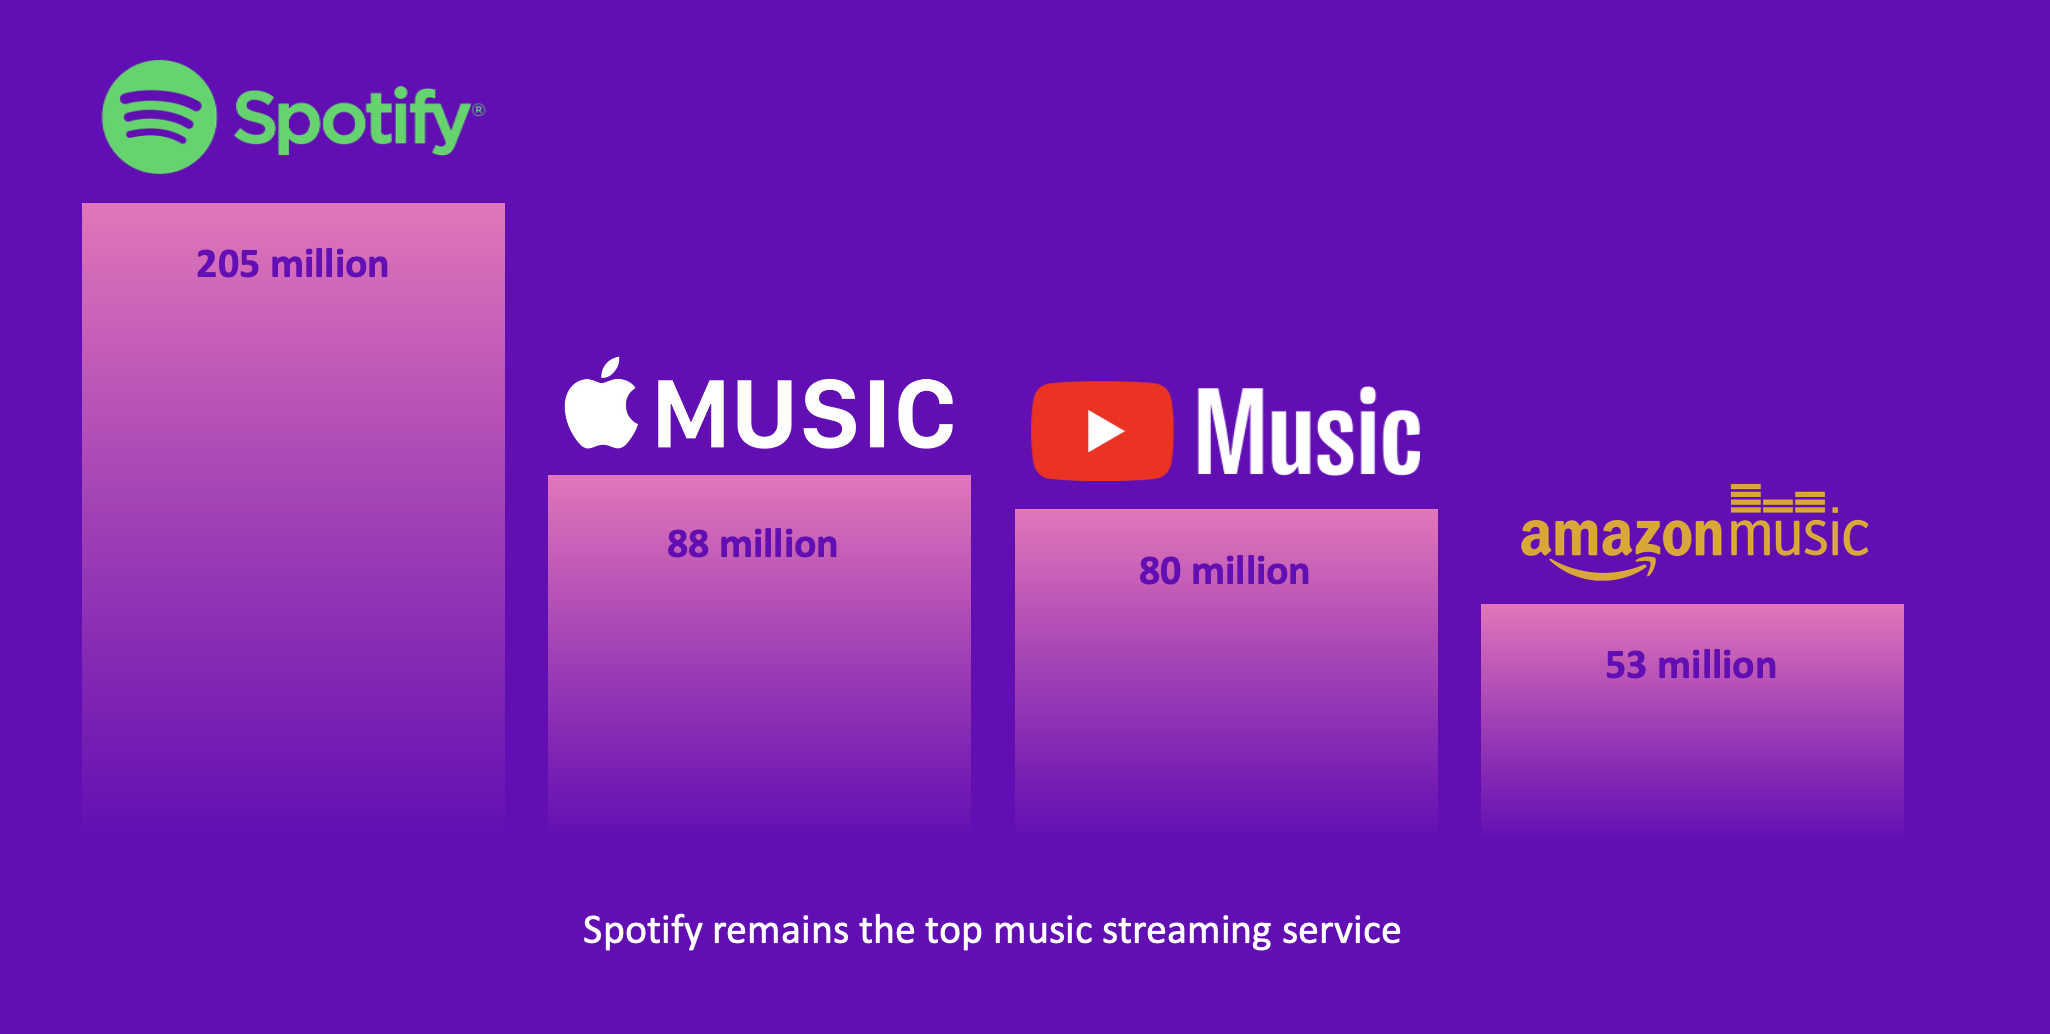 Spotify®
205 million
MUSIC
88 million
Music
80 million
amazonmusic
53 million
Spotify remains the top music streaming service